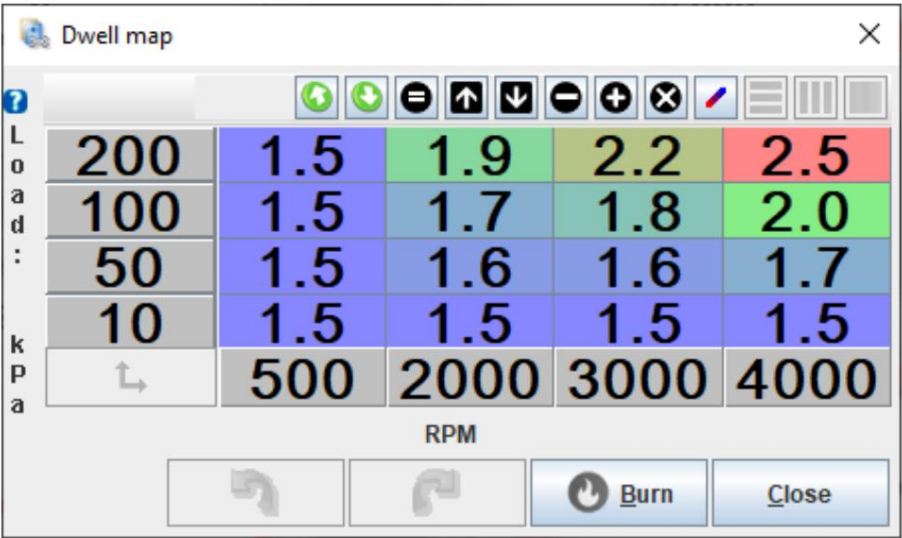 Dwell map
Load: kPa
200 1.5 1.9 2.2 2.5
100 1.5 1.7 1.8 2.0
50 1.5 1.6 1.6 1.7
10 1.5 1.5 1.5 1.5
500 2000 3000 4000
RPM
Burn Close